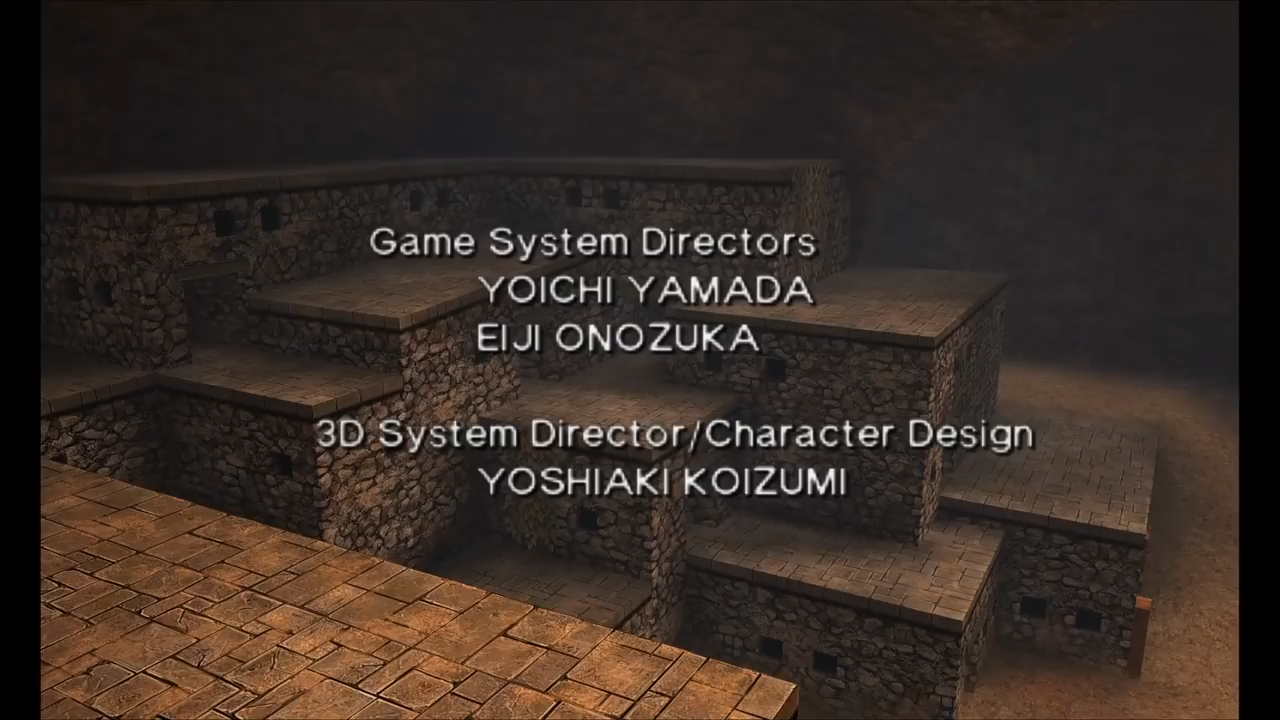 Game System Directors
YOICHI YAMADA
EIJI ONOZUKA
3D System Director/Character Design
YOSHIAKI KOIZUMI